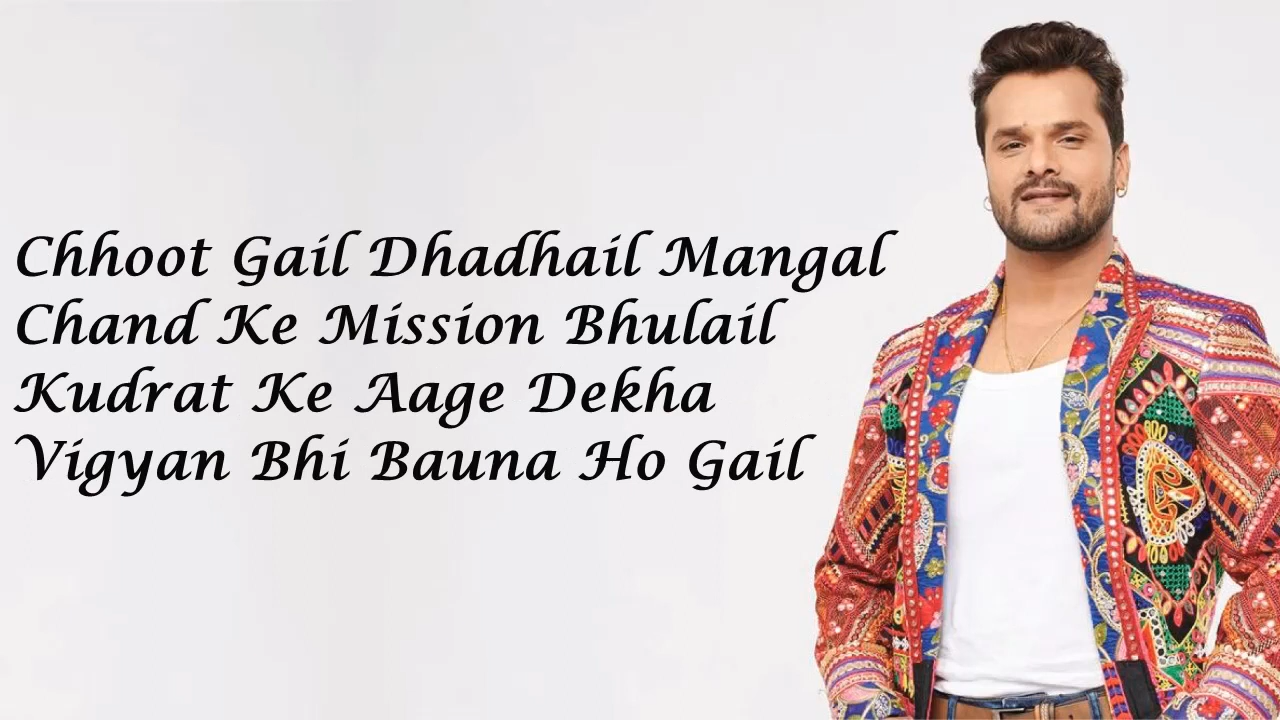 Chhoot Gail Dhadhail Mangal
Chand Ke Mission Bhulail
Kudrat Ke Aage Dekha
Vigyan Bhi Bauna Ho Gail